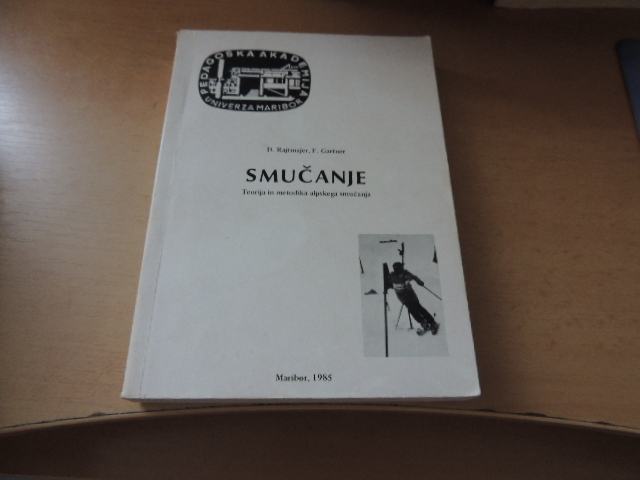 PEDAGOŠKA AKADEMIJA
UNIVERZA MARIBOR
D. Rajtmajer, F. Gartner
SMUČANJE
Teorija in metodika alpskega smučanja
Maribor, 1985